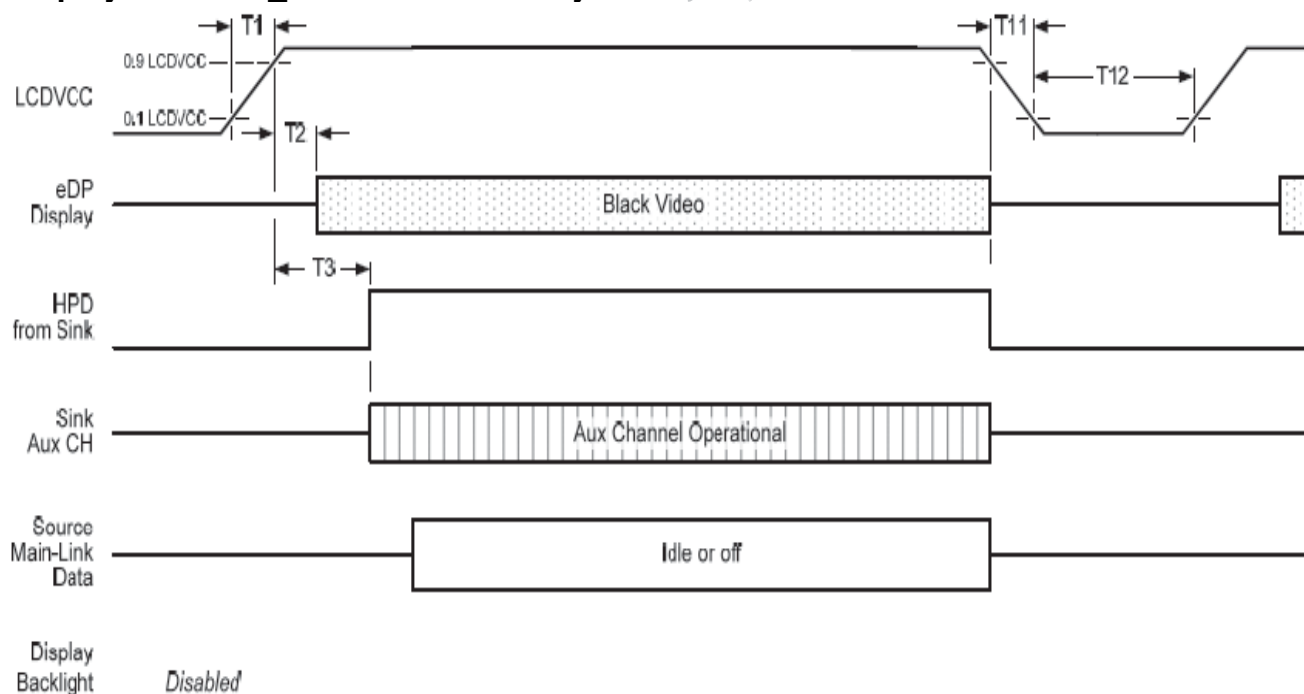 T1
T11
0.9 LCDVCC
T12
LCDVCC
0.1 LCDVCC
T2
eDP
Display
Black Video
T3
HPD
from Sink
Sink
Aux CH
Aux Channel Operational
Source
Main-Link
Data
Idle or off
Display
Backlight
Disabled